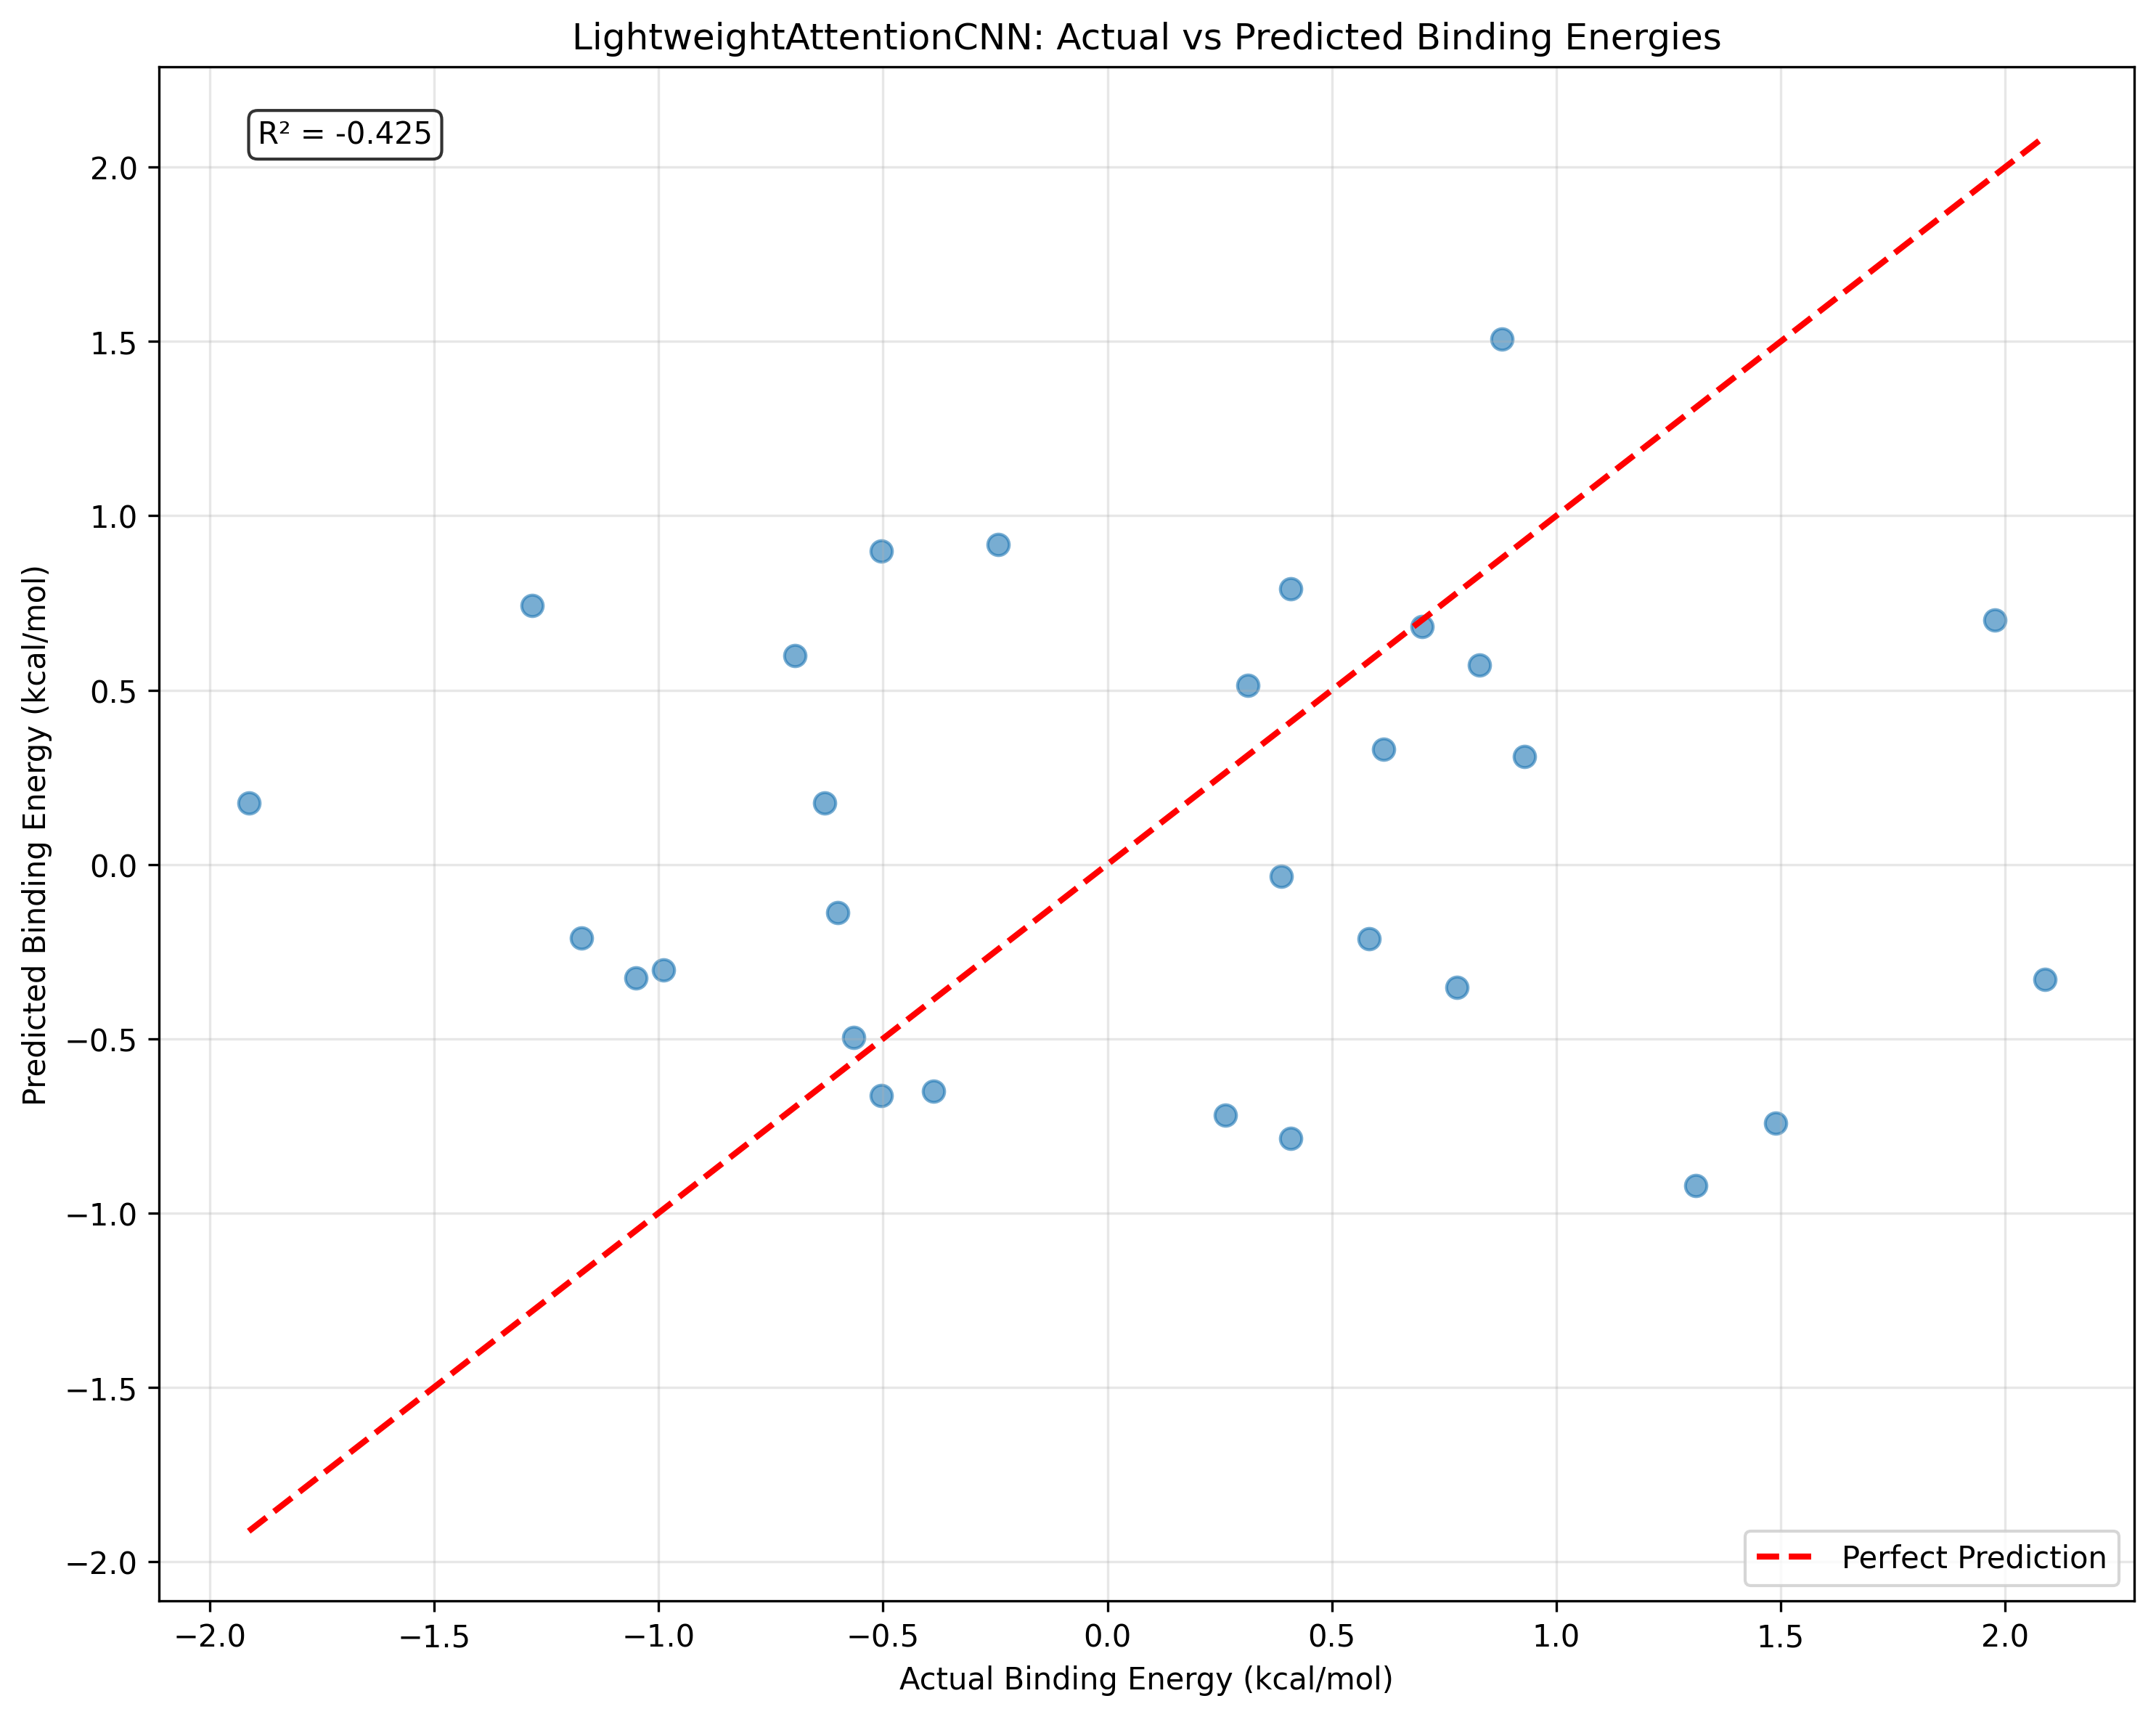 LightweightAttentionCNN: Actual vs Predicted Binding Energies
R² = -0.425
Predicted Binding Energy (kcal/mol)
2.0
1.5
1.0
0.5
0.0
−0.5
−1.0
−1.5
−2.0
Perfect Prediction
−2.0 −1.5 −1.0 −0.5 0.0 0.5 1.0 1.5 2.0
Actual Binding Energy (kcal/mol)